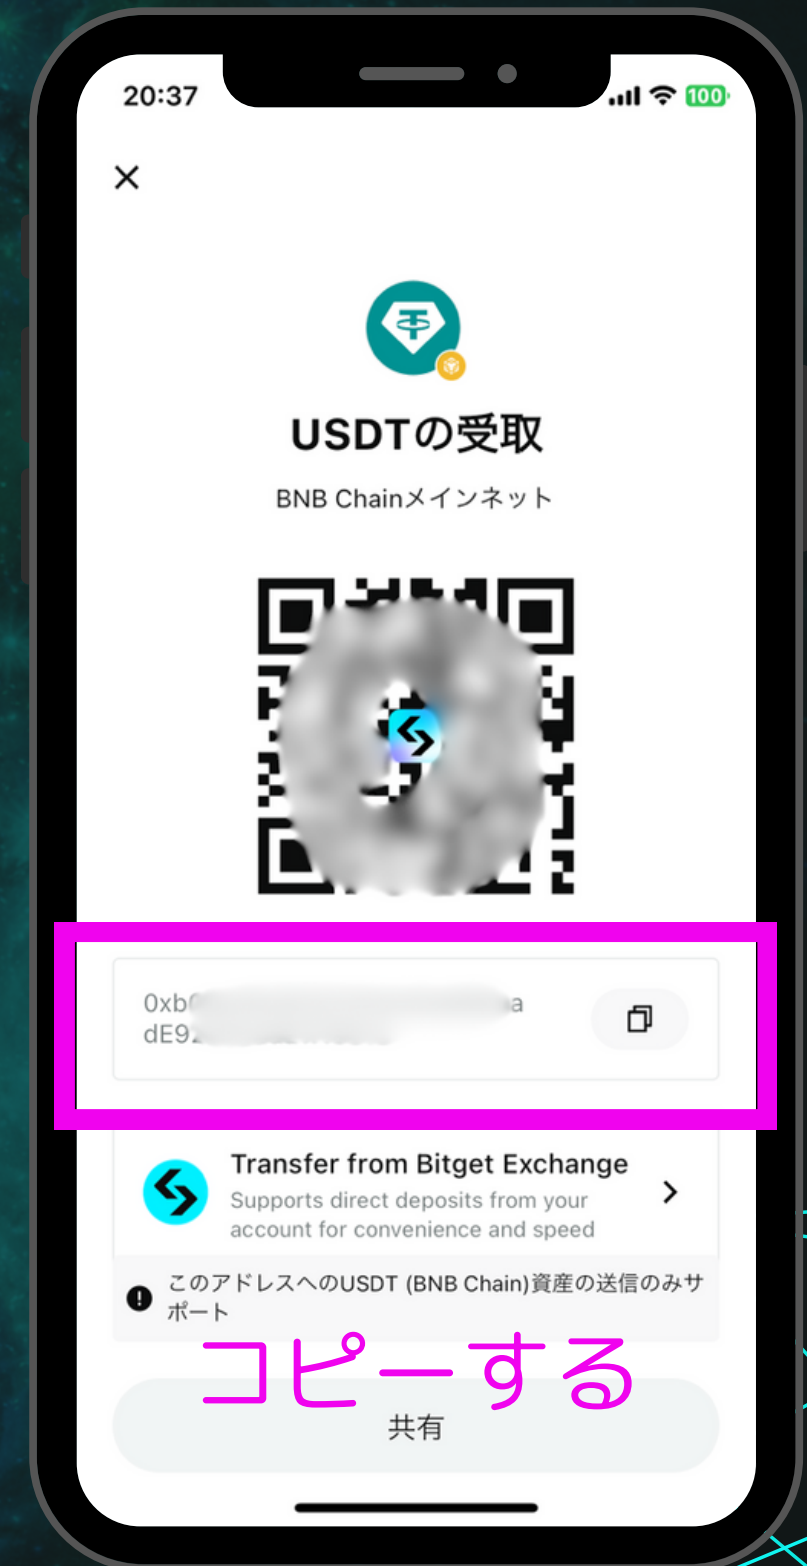 20:37
100
USDTの受取
BNB Chainメインネット
0xb a
dE92
Transfer from Bitget Exchange
Supports direct deposits from your
account for convenience and speed
このアドレスへのUSDT (BNB Chain)資産の送信のみサ
ポート
コピーする
共有